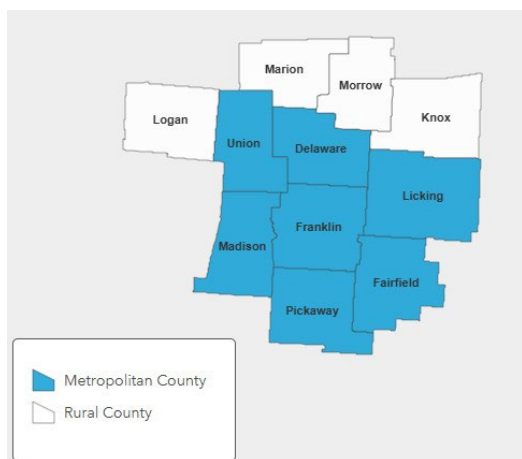 Marion
Morrow
Logan
Knox
Union
Delaware
Licking
Franklin
Madison
Fairfield
Pickaway
Metropolitan County
Rural County